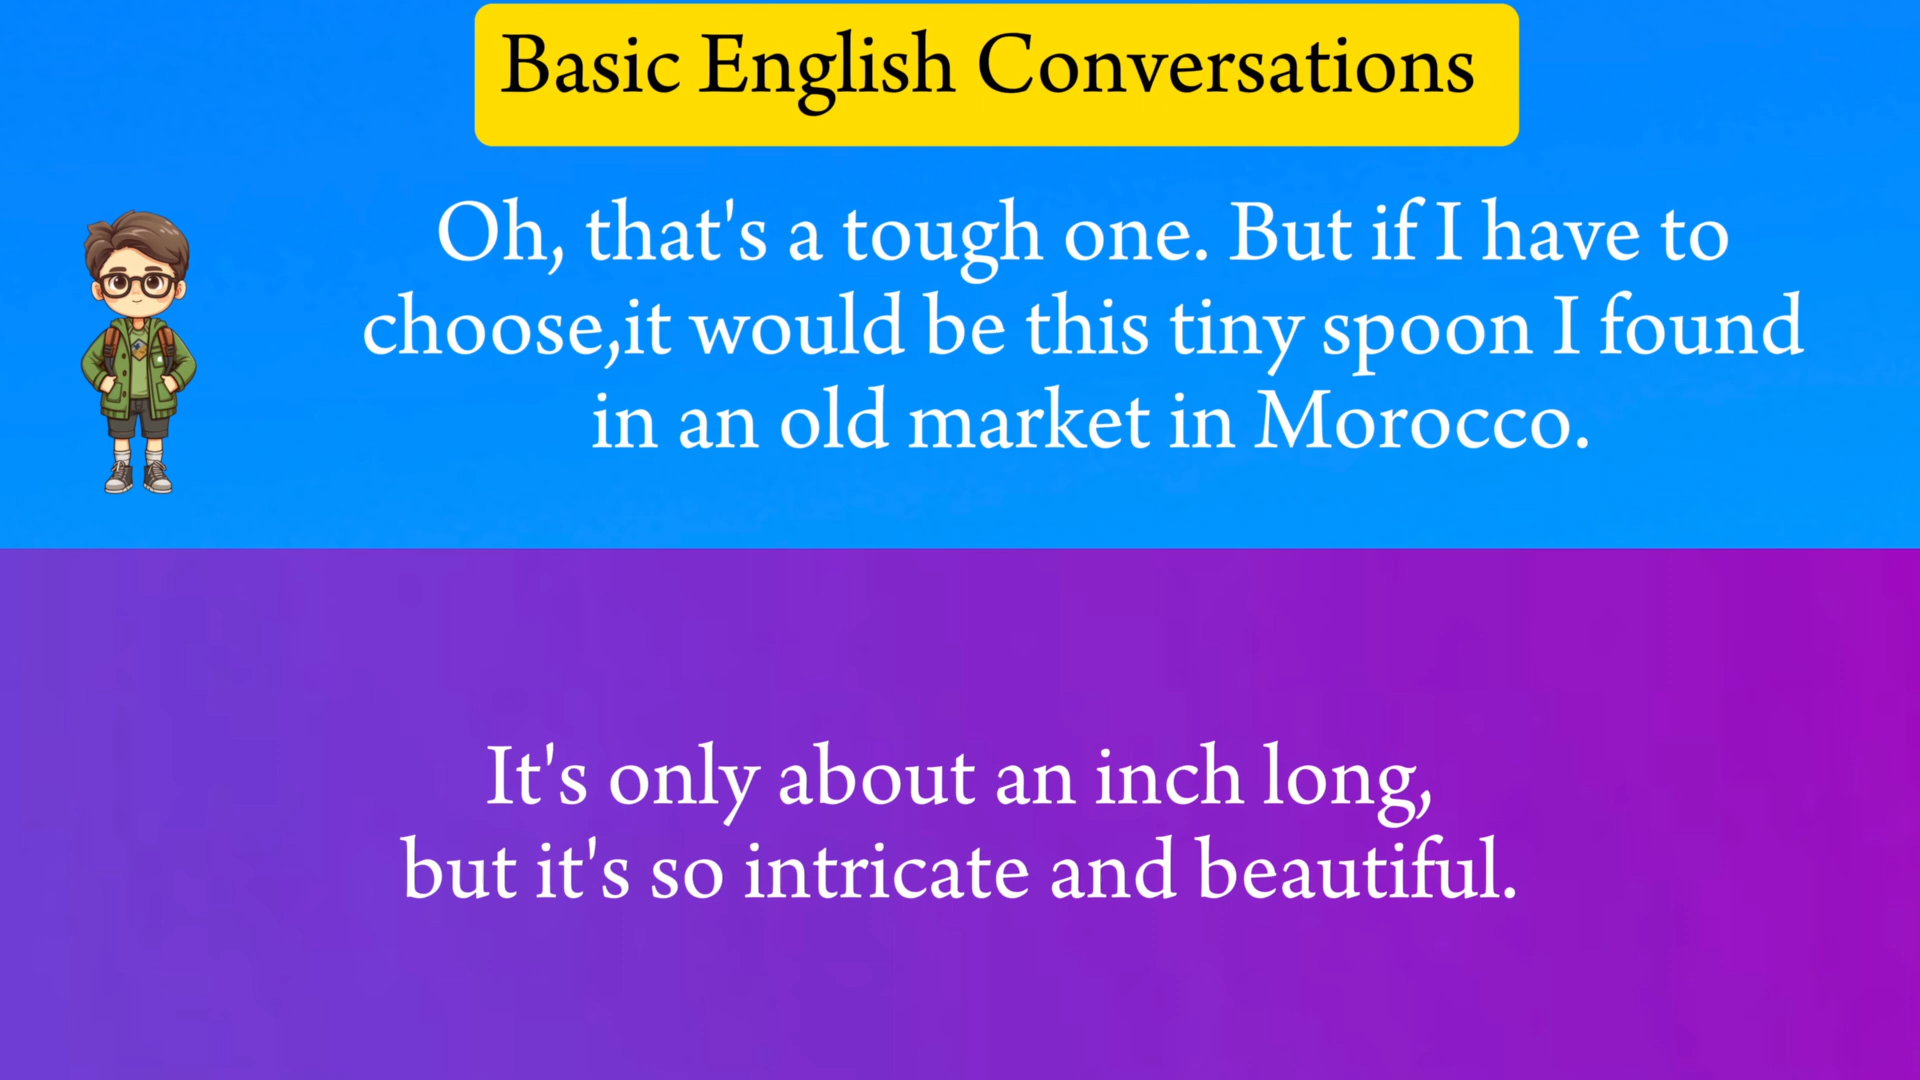 Basic English Conversations
Oh, that's a tough one. But if I have to
choose,it would be this tiny spoon I found
in an old market in Morocco.
It's only about an inch long,
but it's so intricate and beautiful.